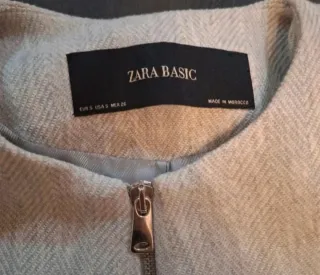 ZARA BASIC
EUR S USA S MEX 26
MADE IN MOROCCO